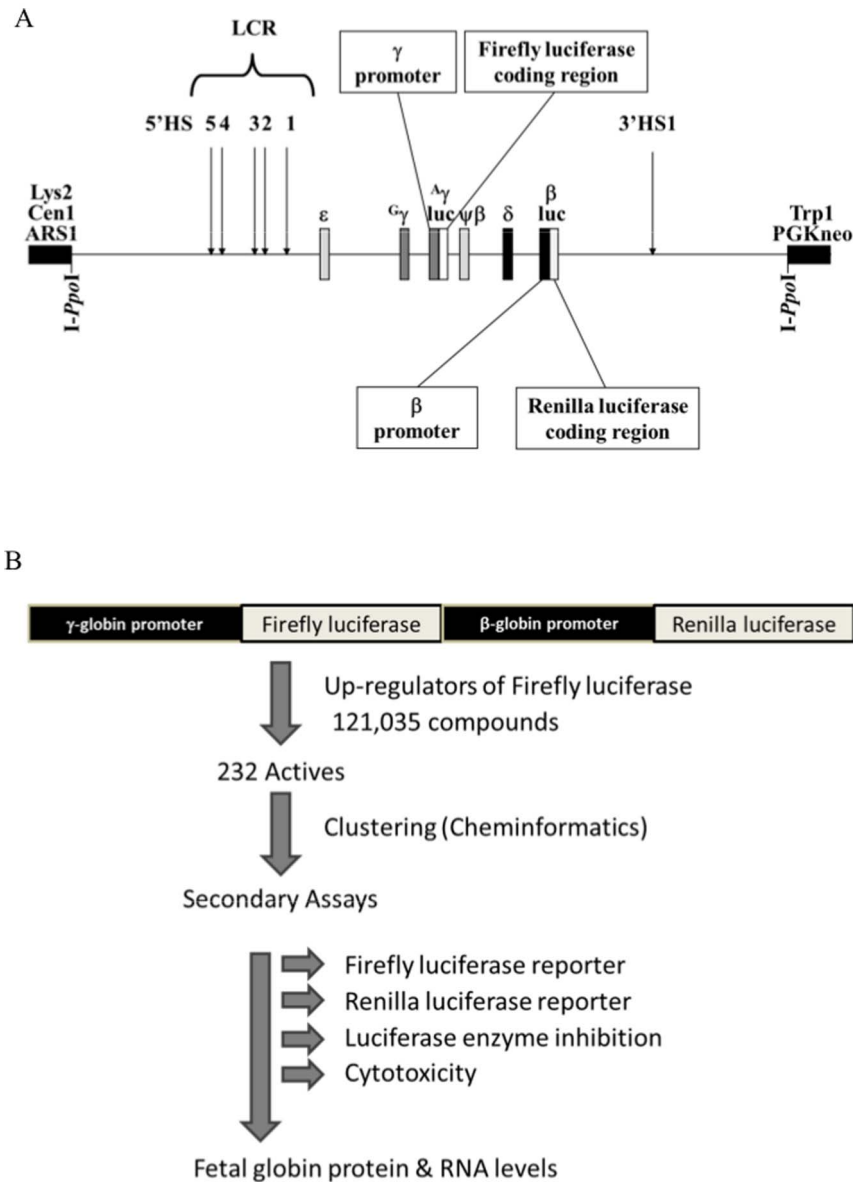 A
LCR
γ
promoter
Firefly luciferase
coding region
5'HS 5 4 3 2 1
3'HS1
Lys2
Cen1
ARS1
ε
Gγ
Aγ
luc
ψβ
δ
β
luc
Trp1
PGKneo
I-PpoI
I-PpoI
β
promoter
Renilla luciferase
coding region
B
γ-globin promoter Firefly luciferase β-globin promoter Renilla luciferase
Up-regulators of Firefly luciferase
121,035 compounds
232 Actives
Clustering (Cheminformatics)
Secondary Assays
Firefly luciferase reporter
Renilla luciferase reporter
Luciferase enzyme inhibition
Cytotoxicity
Fetal globin protein & RNA levels